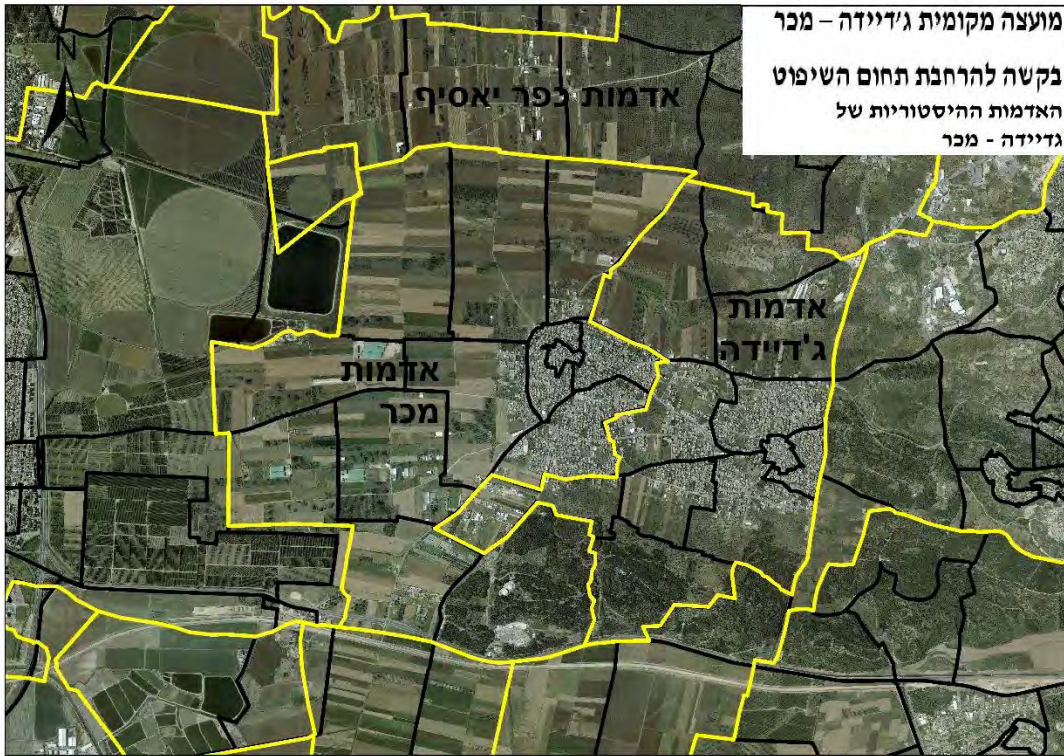 מועצה מקומית ג'דיידה – מכר
בקשה להרחבת תחום השיפוט
האדמות ההיסטוריות של
גדיידה - מכר
N
אדמות כפר יאסיף
אדמות
ג'דיידה
אדמות
מכר